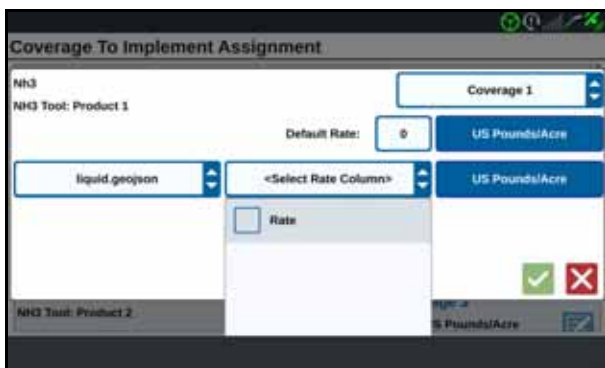 Coverage To Implement Assignment
Nh3
Coverage 1
NH3 Tool: Product 1
Default Rate: 0 US Pounds/Acre
liquid.geojson <Select Rate Column> US Pounds/Acre
Rate
NH3 Tool: Product 2
US Pounds/Acre